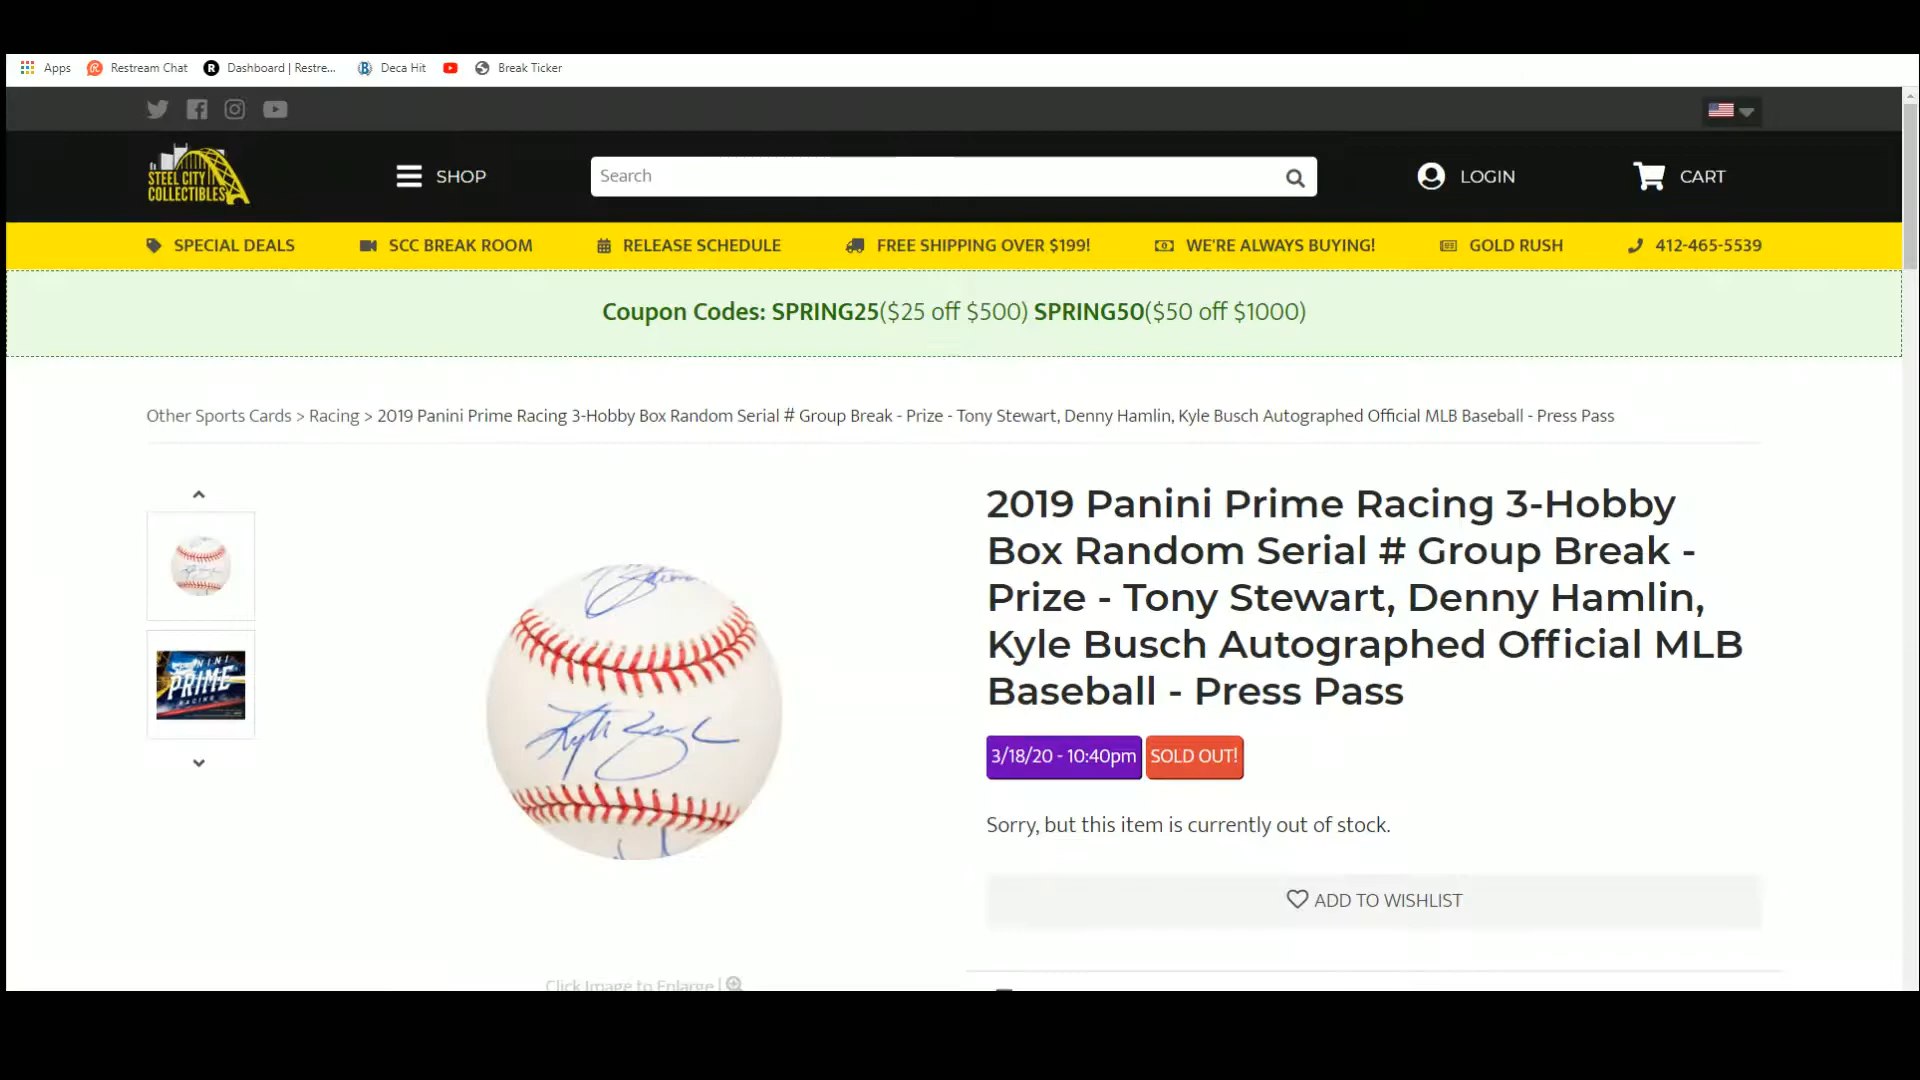 Apps Restream Chat Dashboard | Restre... Deca Hit Break Ticker
STEEL CITY
COLLECTIBLES
SHOP
Search
LOGIN
CART
SPECIAL DEALS SCC BREAK ROOM RELEASE SCHEDULE FREE SHIPPING OVER $199! WE'RE ALWAYS BUYING! GOLD RUSH 412-465-5539
Coupon Codes: SPRING25($25 off $500) SPRING50($50 off $1000)
Other Sports Cards > Racing > 2019 Panini Prime Racing 3-Hobby Box Random Serial # Group Break - Prize - Tony Stewart, Denny Hamlin, Kyle Busch Autographed Official MLB Baseball - Press Pass
PANINI
PRIME
RACING
2019 Panini Prime Racing 3-Hobby
Box Random Serial # Group Break -
Prize - Tony Stewart, Denny Hamlin,
Kyle Busch Autographed Official MLB
Baseball - Press Pass
3/18/20 - 10:40pm SOLD OUT!
Sorry, but this item is currently out of stock.
ADD TO WISHLIST
Click Image to Enlarge |